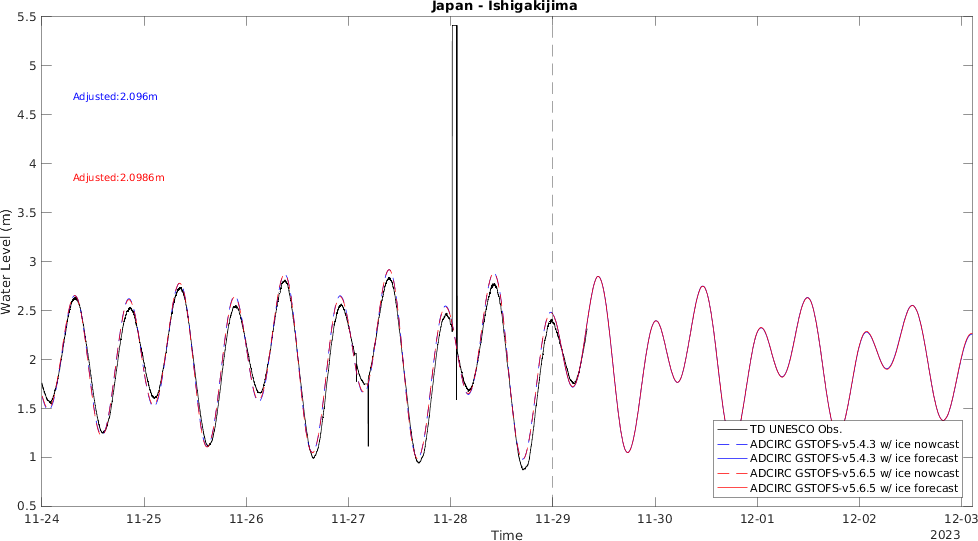 Japan - Ishigakijima
5.5
5
4.5
4
3.5
3
2.5
2
1.5
1
0.5
Water Level (m)
Adjusted:2.096m
Adjusted:2.0986m
TD UNESCO Obs.
ADCIRC GSTOFS-v5.4.3 w/ ice nowcast
ADCIRC GSTOFS-v5.4.3 w/ ice forecast
ADCIRC GSTOFS-v5.6.5 w/ ice nowcast
ADCIRC GSTOFS-v5.6.5 w/ ice forecast
11-24 11-25 11-26 11-27 11-28 11-29 11-30 12-01 12-02 12-03
Time
2023